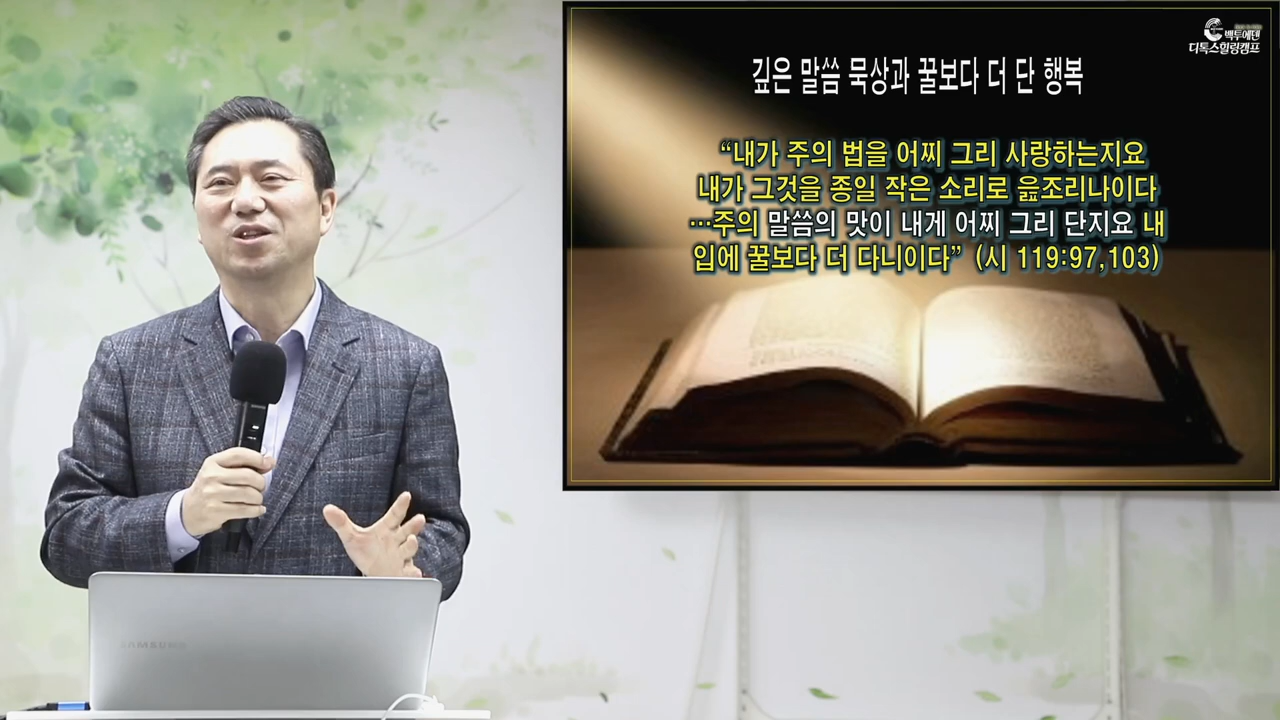 백투에덴
디톡스힐링캠프
깊은 말씀 묵상과 꿀보다 더 단 행복
“내가 주의 법을 어찌 그리 사랑하는지요
내가 그것을 종일 작은 소리로 읊조리나이다
…주의 말씀의 맛이 내게 어찌 그리 단지요 내
입에 꿀보다 더 다니이다” (시 119:97,103)
SAMSUNG